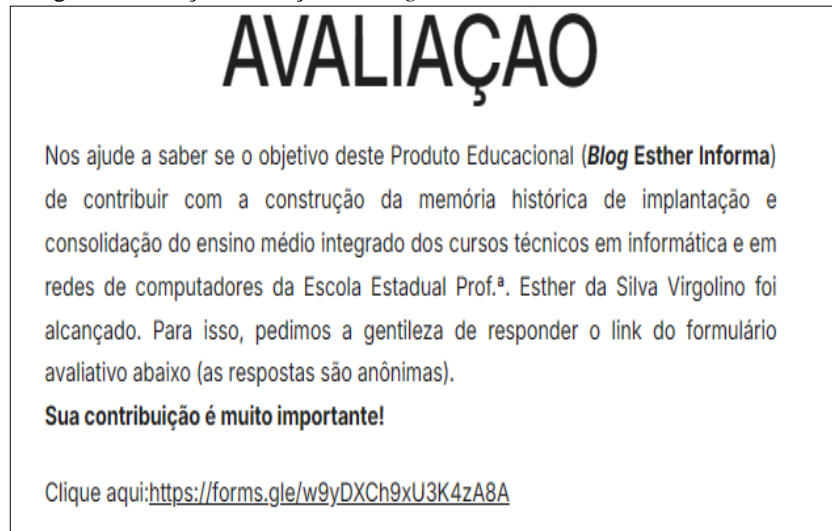 AVALIAÇAO
Nos ajude a saber se o objetivo deste Produto Educacional (Blog Esther Informa)
de contribuir com a construção da memória histórica de implantação e
consolidação do ensino médio integrado dos cursos técnicos em informática e em
redes de computadores da Escola Estadual Prof.ª. Esther da Silva Virgolino foi
alcançado. Para isso, pedimos a gentileza de responder o link do formulário
avaliativo abaixo (as respostas são anônimas).
Sua contribuição é muito importante!
Clique aqui:https://forms.gle/w9yDXCh9xU3K4zA8A